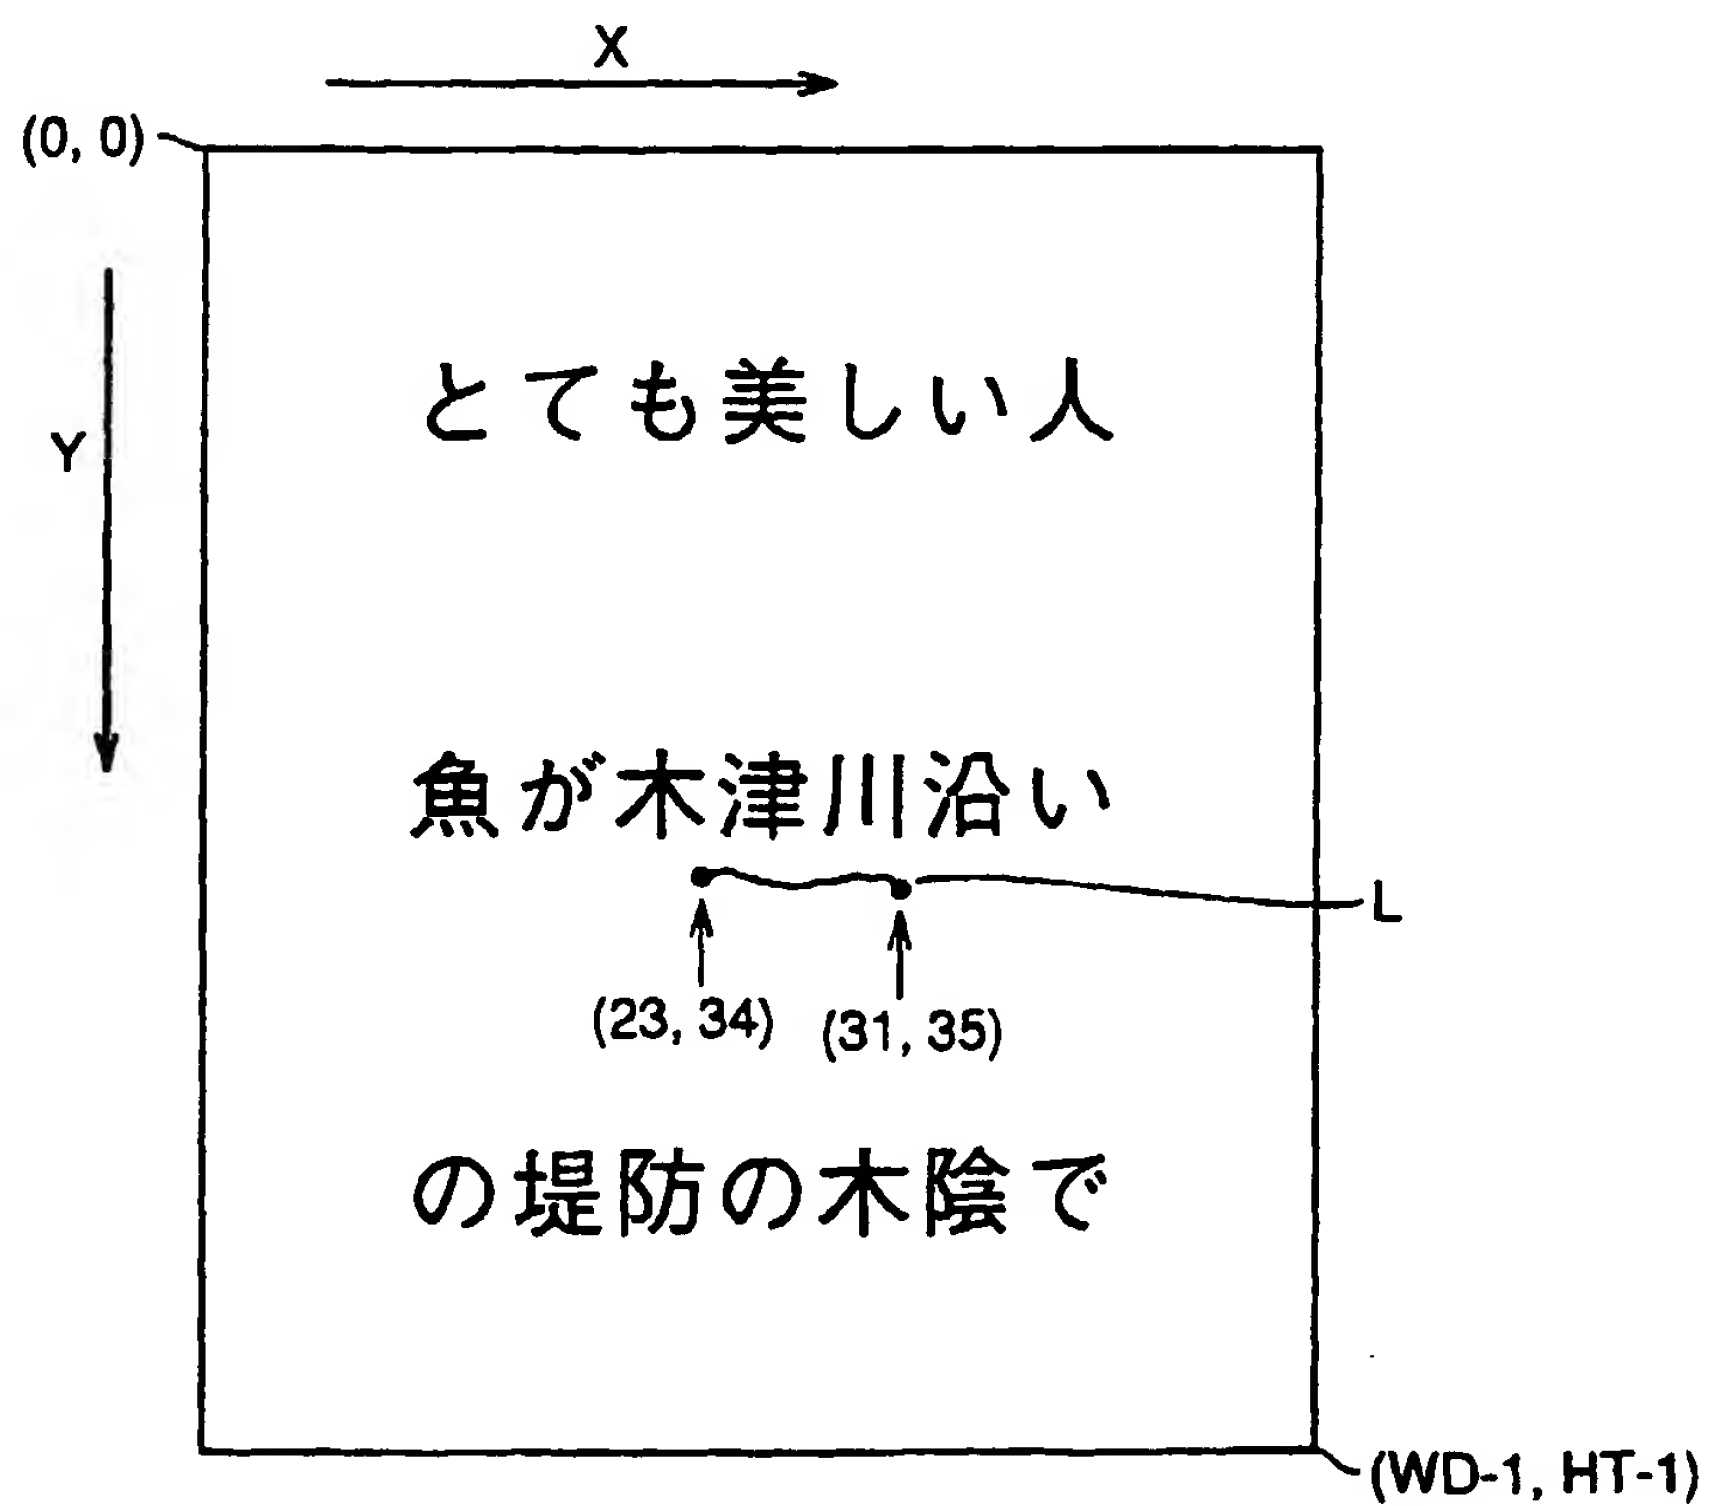 X
(0, 0)
Y
とても美しい人
魚が木津川沿い
L
(23, 34) (31, 35)
の堤防の木陰で
(WD-1, HT-1)